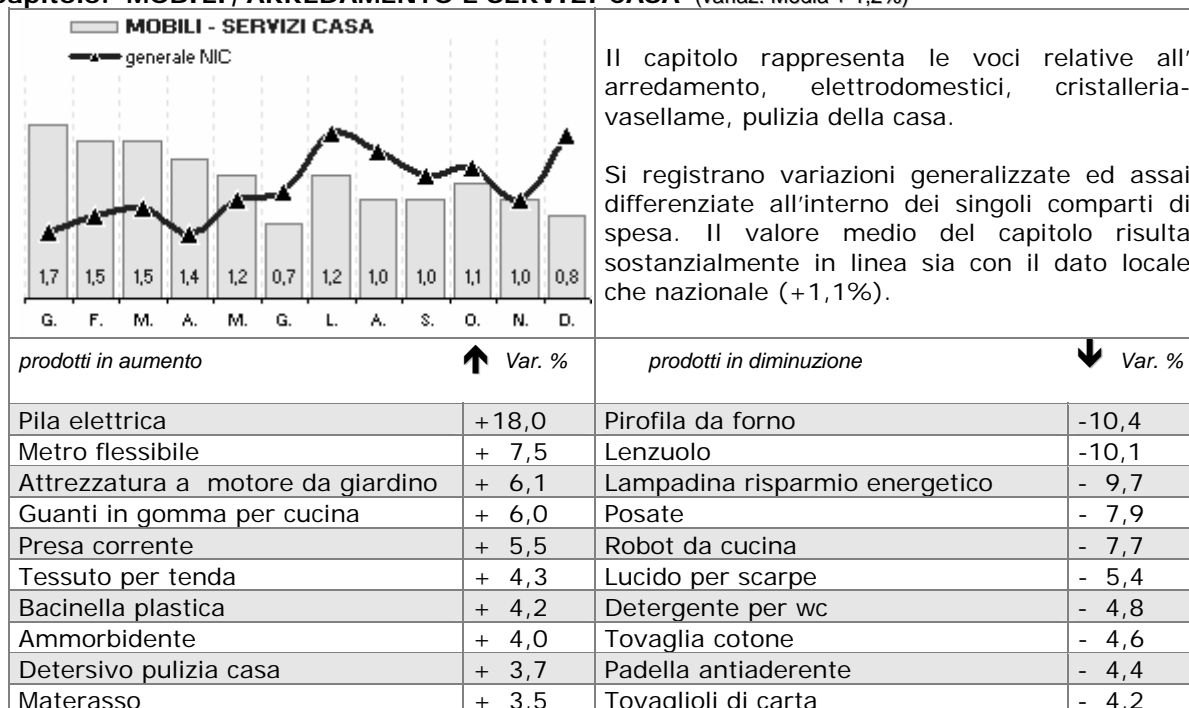 Capitolo: MOBILI / ARREDAMENTO E SERVIZI CASA (variaz. Media + 1,2%)
MOBILI - SERVIZI CASA
generale NIC
1,7 1,5 1,5 1,4 1,2 0,7 1,2 1,0 1,0 1,1 1,0 0,8
G. F. M. A. M. G. L. A. S. O. N. D.
Il capitolo rappresenta le voci relative all'
arredamento, elettrodomestici, cristalleria-
vasellame, pulizia della casa.
Si registrano variazioni generalizzate ed assai
differenziate all'interno dei singoli comparti di
spesa. Il valore medio del capitolo risulta
sostanzialmente in linea sia con il dato locale
che nazionale (+1,1%).
prodotti in aumento Var. % prodotti in diminuzione Var. %
Pila elettrica +18,0 Pirofila da forno -10,4
Metro flessibile + 7,5 Lenzuolo -10,1
Attrezzatura a motore da giardino + 6,1 Lampadina risparmio energetico - 9,7
Guanti in gomma per cucina + 6,0 Posate - 7,9
Presa corrente + 5,5 Robot da cucina - 7,7
Tessuto per tenda + 4,3 Lucido per scarpe - 5,4
Bacinella plastica + 4,2 Detergente per wc - 4,8
Ammorbidente + 4,0 Tovaglia cotone - 4,6
Detersivo pulizia casa + 3,7 Padella antiaderente - 4,4
Materasso + 3,5 Tovaglioli di carta - 4,2